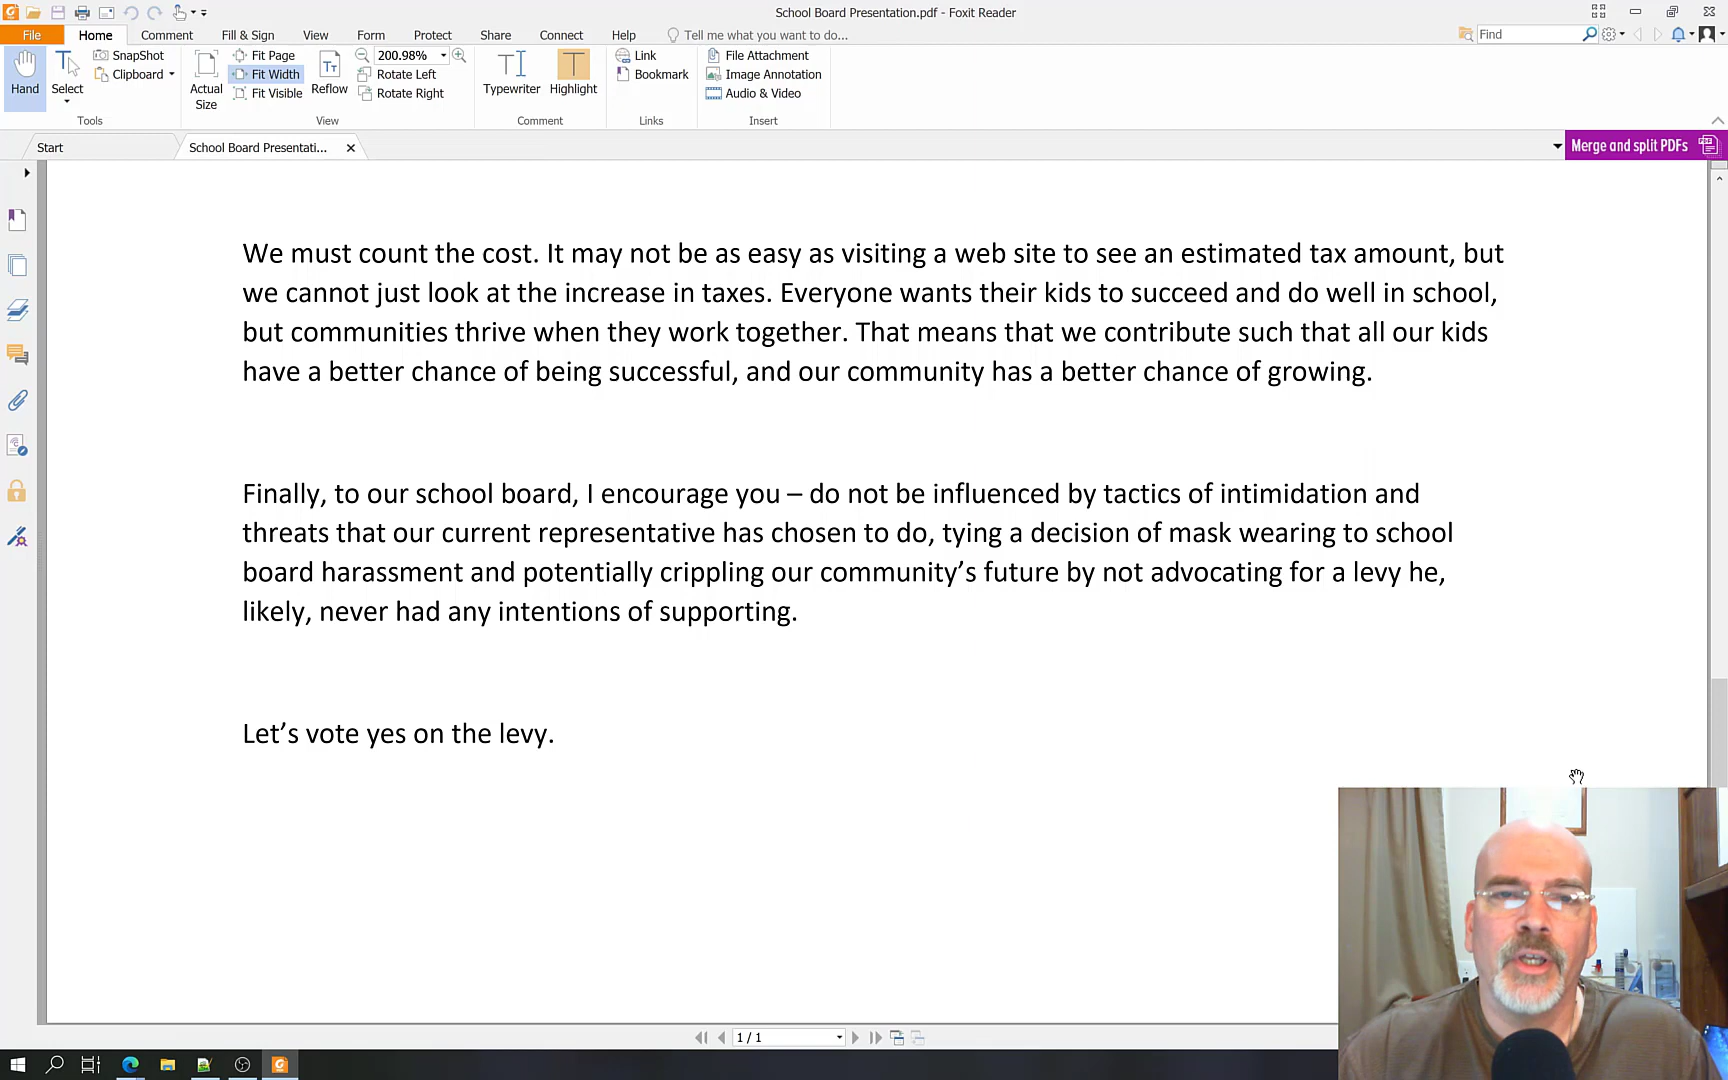 School Board Presentation.pdf - Foxit Reader
File Home Comment Fill & Sign View Form Protect Share Connect Help Tell me what you want to do... Find
Hand
Select
SnapShot
Clipboard
Tools
Actual
Size
Fit Page
Fit Width
Fit Visible
Reflow
200.98%
Rotate Left
Rotate Right
View
Typewriter
Highlight
Comment
Link
Bookmark
Links
File Attachment
Image Annotation
Audio & Video
Insert
Start
School Board Presentati...
Merge and split PDFs
We must count the cost. It may not be as easy as visiting a web site to see an estimated tax amount, but
we cannot just look at the increase in taxes. Everyone wants their kids to succeed and do well in school,
but communities thrive when they work together. That means that we contribute such that all our kids
have a better chance of being successful, and our community has a better chance of growing.
Finally, to our school board, I encourage you – do not be influenced by tactics of intimidation and
threats that our current representative has chosen to do, tying a decision of mask wearing to school
board harassment and potentially crippling our community’s future by not advocating for a levy he,
likely, never had any intentions of supporting.
Let’s vote yes on the levy.
1 / 1